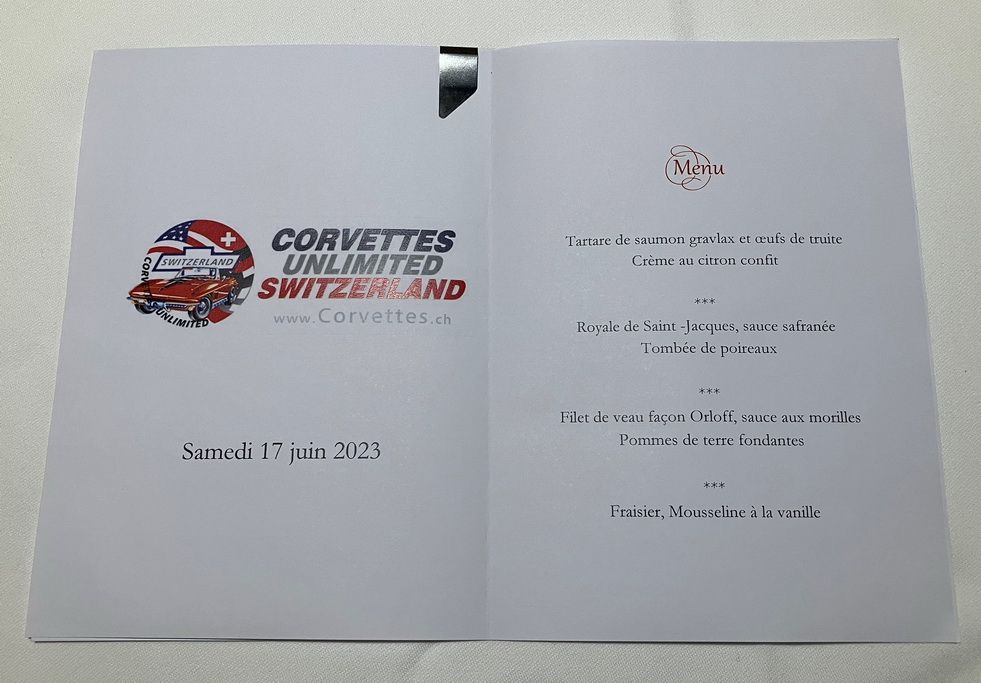 SWITZERLAND
CORVETTES
UNLIMITED
CORVETTES
UNLIMITED
SWITZERLAND
www.Corvettes.ch
Samedi 17 juin 2023
Menu
Tartare de saumon gravlax et œufs de truite
Crème au citron confit
***
Royale de Saint -Jacques, sauce safranée
Tombée de poireaux
***
Filet de veau façon Orloff, sauce aux morilles
Pommes de terre fondantes
***
Fraisier, Mousseline à la vanille